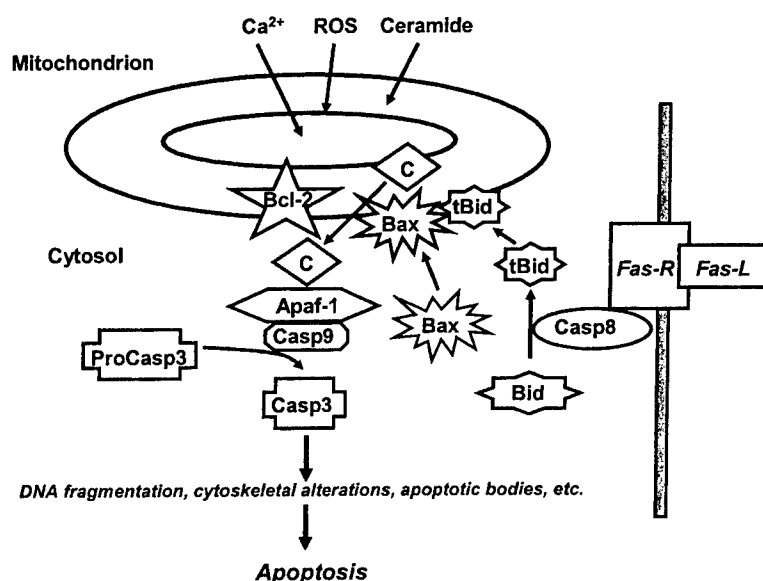 Ca²⁺ ROS Ceramide
Mitochondrion
C
Bcl-2
Bax
tBid
Cytosol
C
tBid
Fas-R Fas-L
Apaf-1
Bax
Casp8
Casp9
ProCasp3
Casp3
Bid
DNA fragmentation, cytoskeletal alterations, apoptotic bodies, etc.
Apoptosis